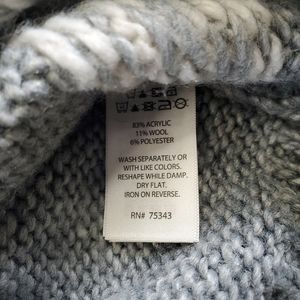 83% ACRYLIC
11% WOOL
6% POLYESTER
WASH SEPARATELY OR
WITH LIKE COLORS.
RESHAPE WHILE DAMP.
DRY FLAT.
IRON ON REVERSE.
RN# 75343